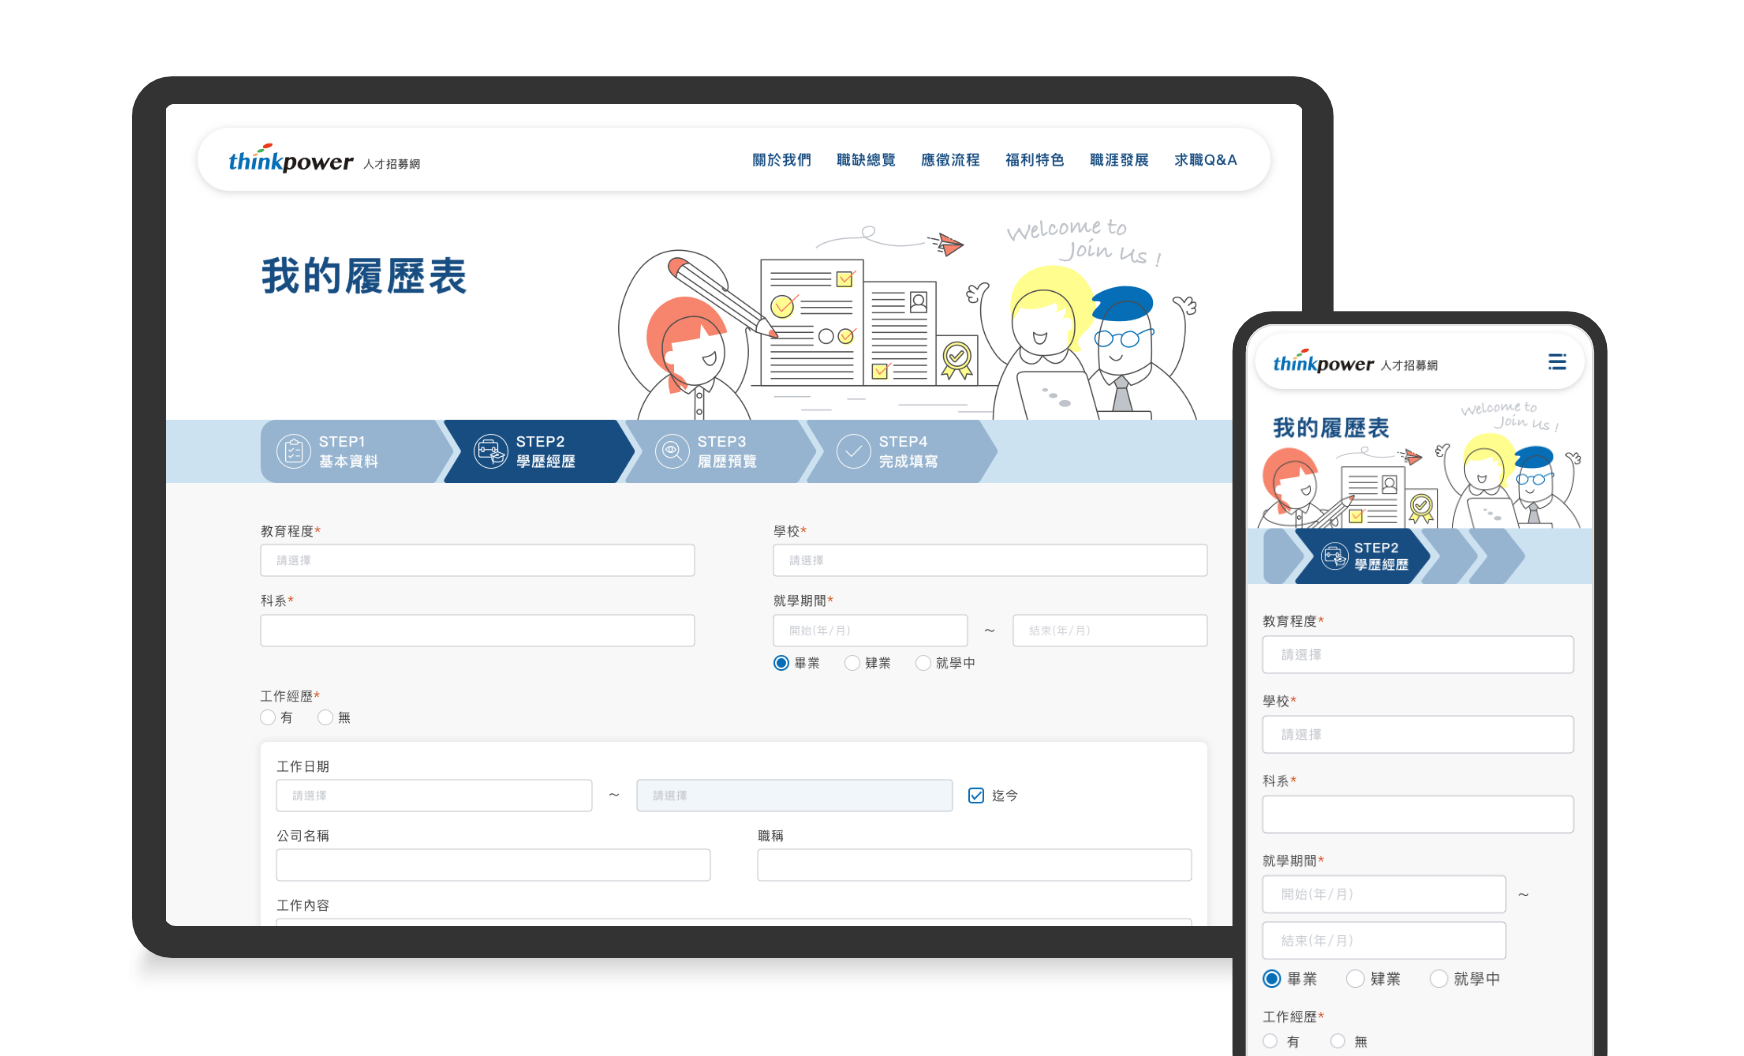 thinkpower 人才招募網
關於我們 職缺總覽 應徵流程 福利特色 職涯發展 求職Q&A
我的履歷表
Welcome to
Join us !
STEP1
基本資料
STEP2
學歷經歷
STEP3
履歷預覽
STEP4
完成填寫
教育程度*
請選擇
學校*
請選擇
科系*
就學期間*
開始(年/月) ~ 結束(年/月)
畢業 肄業 就學中
工作經歷*
有 無
工作日期
請選擇 ~ 請選擇 迄今
公司名稱
職稱
工作內容
thinkpower 人才招募網
我的履歷表
Welcome to
Join us !
STEP2
學歷經歷
教育程度*
請選擇
學校*
請選擇
科系*
就學期間*
開始(年/月) ~
結束(年/月)
畢業 肄業 就學中
工作經歷*
有 無